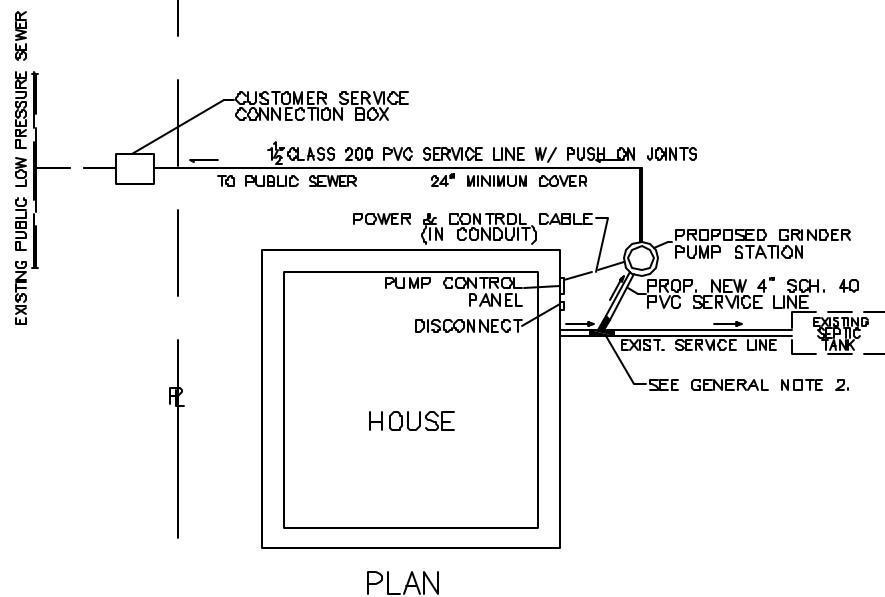 EXISTING PUBLIC LOW PRESSURE SEWER
CUSTOMER SERVICE
CONNECTION BOX
1½" CLASS 200 PVC SERVICE LINE W/ PUSH ON JOINTS
TO PUBLIC SEWER
24" MINIMUM COVER
POWER & CONTROL CABLE
(IN CONDUIT)
PROPOSED GRINDER
PUMP STATION
PUMP CONTROL
PANEL
PROP. NEW 4" SCH. 40
PVC SERVICE LINE
DISCONNECT
EXISTING
SEPTIC
TANK
EXIST. SERVICE LINE
SEE GENERAL NOTE 2.
PL
HOUSE
PLAN